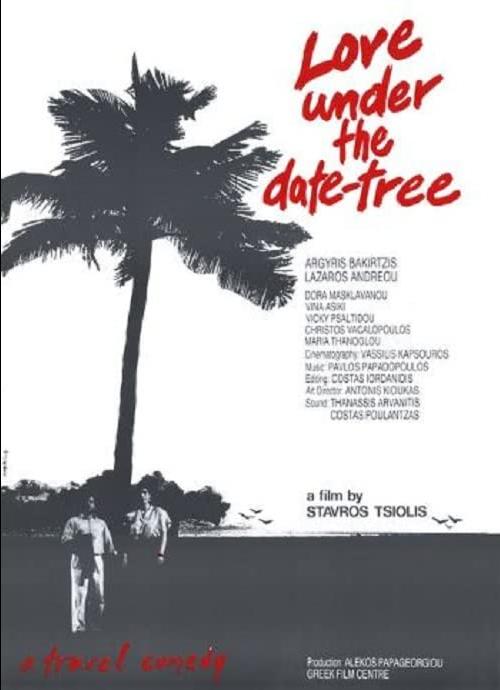 Love
under
the
date-tree
ARGYRIS BAKIRTZIS
LAZAROS ANDREOU
DORA MASKLAVANOU
VINA ASIKI
VICKY PSALTIDOU
CHRISTOS VACALOPOULOS
MARIA THANOGLOU
Cinematography: VASSILIS KAPSOUROS
Music: PAVLOS PAPADOPOULOS
Editing: COSTAS IORDANIDIS
Art Director: ANTONIS KIOUKAS
Sound: THANASSIS ARVANITIS
COSTAS POULANTZAS
a film by
STAVROS TSIOLIS
a travel comedy
Production: ALEKOS PAPAGEORGIOU
GREEK FILM CENTRE